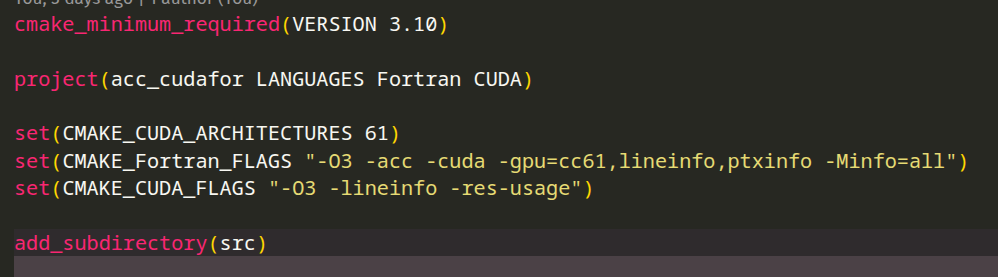 You, 3 days ago | 1 author (You)
cmake_minimum_required(VERSION 3.10)
project(acc_cudafor LANGUAGES Fortran CUDA)
set(CMAKE_CUDA_ARCHITECTURES 61)
set(CMAKE_Fortran_FLAGS "-O3 -acc -cuda -gpu=cc61,lineinfo,ptxinfo -Minfo=all")
set(CMAKE_CUDA_FLAGS "-O3 -lineinfo -res-usage")
add_subdirectory(src)